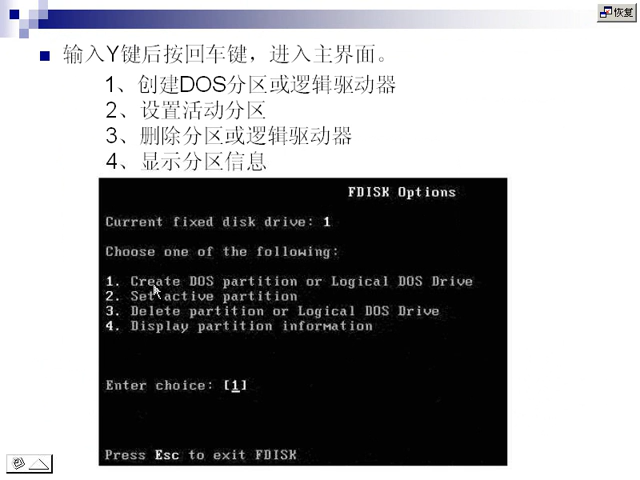 恢复
输入Y键后按回车键，进入主界面。
1、创建DOS分区或逻辑驱动器
2、设置活动分区
3、删除分区或逻辑驱动器
4、显示分区信息
FDISK Options
Current fixed disk drive: 1
Choose one of the following:
1. Create DOS partition or Logical DOS Drive
2. Set active partition
3. Delete partition or Logical DOS Drive
4. Display partition information
Enter choice: [1]
Press Esc to exit FDISK